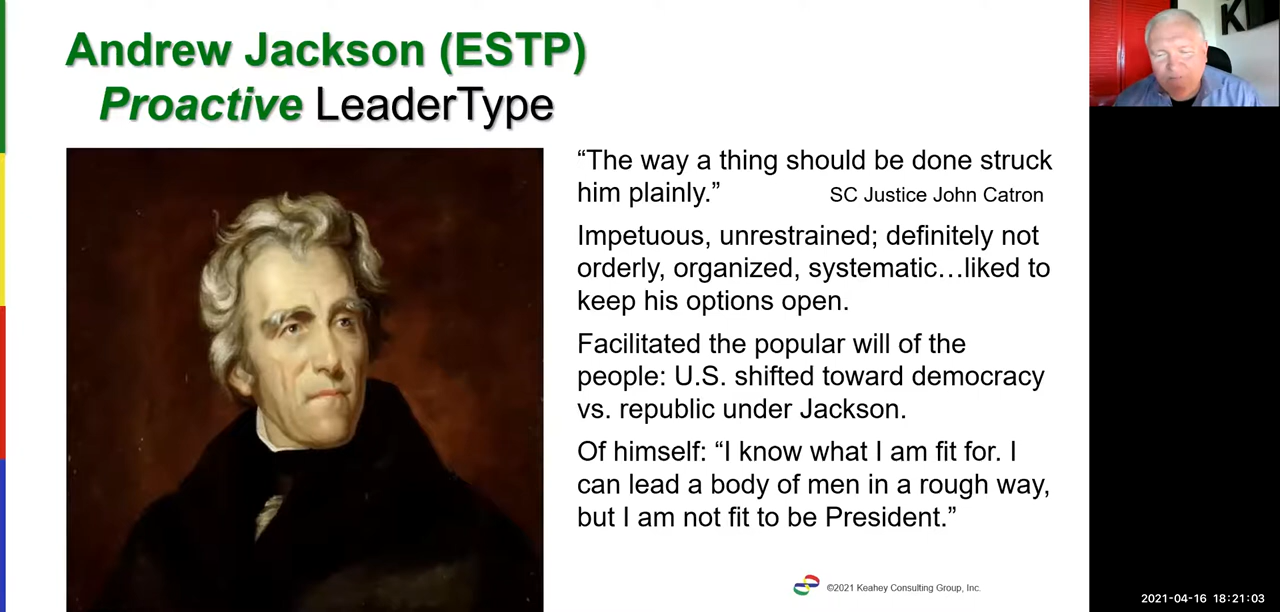 Andrew Jackson (ESTP)
Proactive LeaderType
“The way a thing should be done struck
him plainly.” SC Justice John Catron
Impetuous, unrestrained; definitely not
orderly, organized, systematic…liked to
keep his options open.
Facilitated the popular will of the
people: U.S. shifted toward democracy
vs. republic under Jackson.
Of himself: “I know what I am fit for. I
can lead a body of men in a rough way,
but I am not fit to be President.”
©2021 Keahey Consulting Group, Inc.
K
2021-04-16 18:21:03